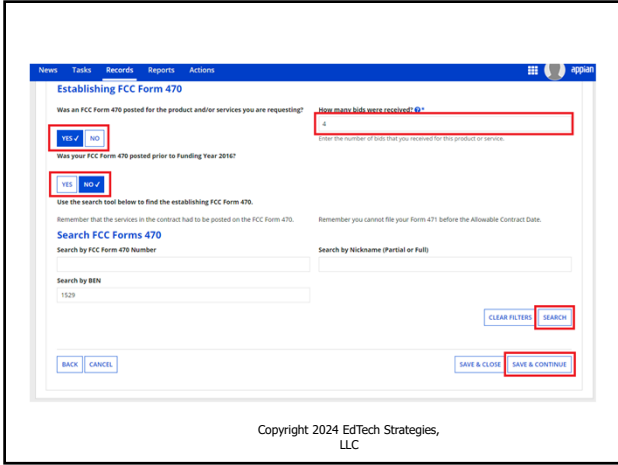 News Tasks Records Reports Actions appian
Establishing FCC Form 470
Was an FCC Form 470 posted for the product and/or services you are requesting?
How many bids were received? ? *
YES ✓ NO
4
Enter the number of bids that you received for this product or service.
Was your FCC Form 470 posted prior to Funding Year 2016?
YES NO ✓
Use the search tool below to find the establishing FCC Form 470.
Remember that the services in the contract had to be posted on the FCC Form 470.
Remember you cannot file your Form 471 before the Allowable Contract Date.
Search FCC Forms 470
Search by FCC Form 470 Number
Search by Nickname (Partial or Full)
Search by BEN
1529
CLEAR FILTERS SEARCH
BACK CANCEL SAVE & CLOSE SAVE & CONTINUE
Copyright 2024 EdTech Strategies,
LLC